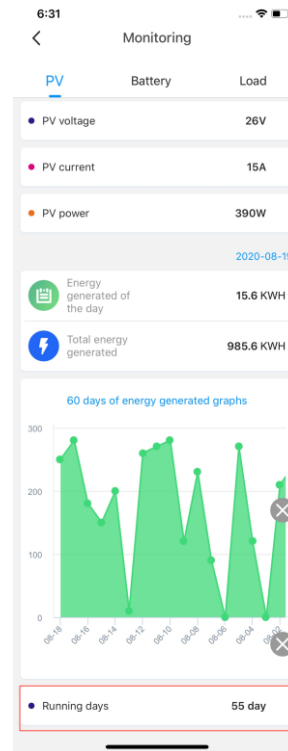 6:31
Monitoring
PV Battery Load
PV voltage 26V
PV current 15A
PV power 390W
2020-08-19
Energy
generated of
the day
15.6 KWH
Total energy
generated
985.6 KWH
60 days of energy generated graphs
300
200
100
0
08-18 08-16 08-14 08-12 08-10 08-08 08-06 08-04 08-02
Running days 55 day